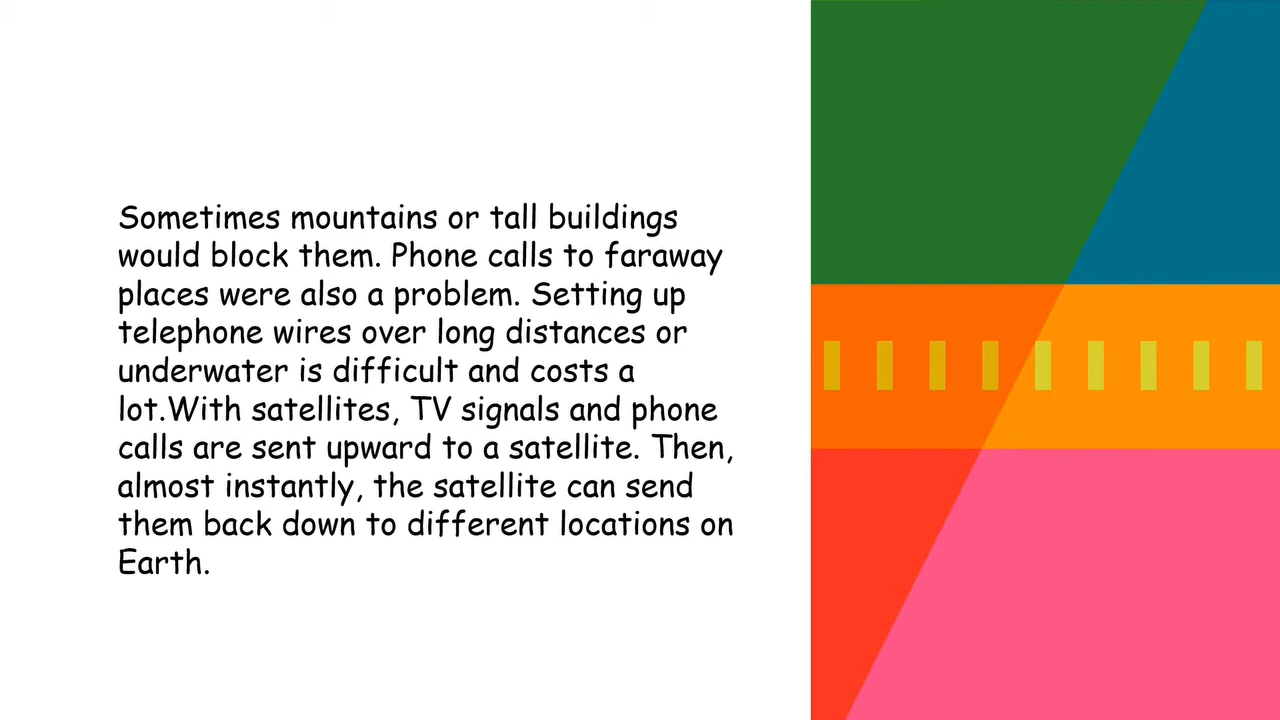 Sometimes mountains or tall buildings
would block them. Phone calls to faraway
places were also a problem. Setting up
telephone wires over long distances or
underwater is difficult and costs a
lot.With satellites, TV signals and phone
calls are sent upward to a satellite. Then,
almost instantly, the satellite can send
them back down to different locations on
Earth.